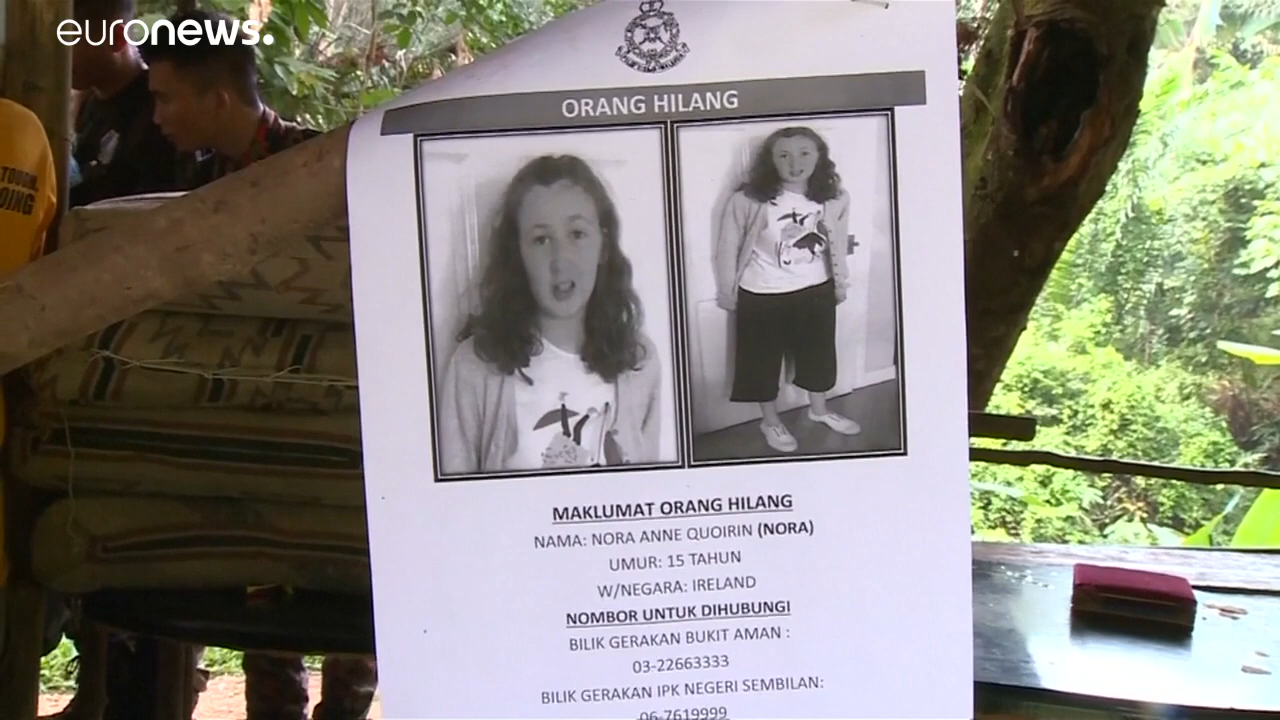 euronews.
ORANG HILANG
MAKLUMAT ORANG HILANG
NAMA: NORA ANNE QUOIRIN (NORA)
UMUR: 15 TAHUN
W/NEGARA: IRELAND
NOMBOR UNTUK DIHUBUNGI
BILIK GERAKAN BUKIT AMAN :
03-22663333
BILIK GERAKAN IPK NEGERI SEMBILAN:
06-7619999